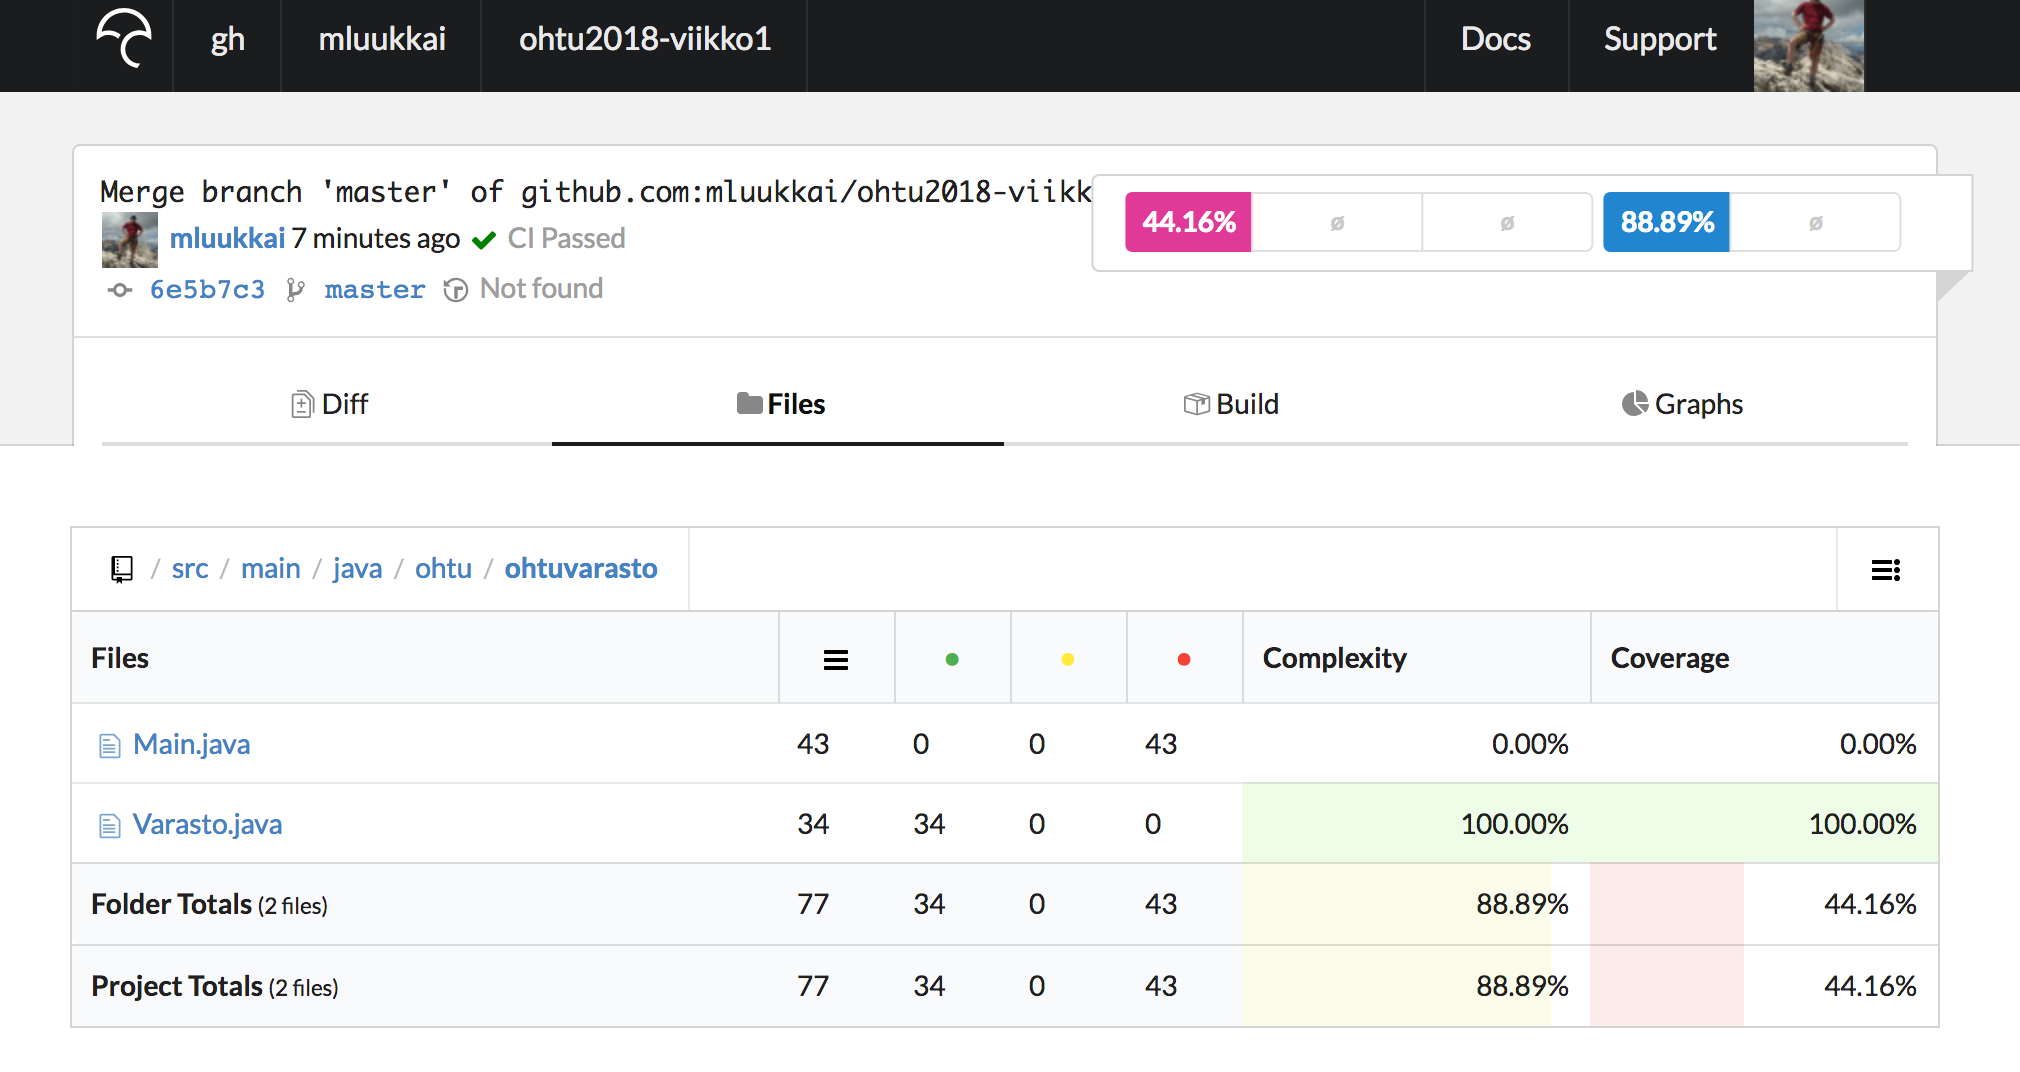 gh mluukkai ohtu2018-viikko1 Docs Support
Merge branch 'master' of github.com:mluukkai/ohtu2018-viikk
44.16% ø ø 88.89% ø
mluukkai 7 minutes ago CI Passed
6e5b7c3 master Not found
Diff Files Build Graphs
/ src / main / java / ohtu / ohtuvarasto
Files Complexity Coverage
Main.java 43 0 0 43 0.00% 0.00%
Varasto.java 34 34 0 0 100.00% 100.00%
Folder Totals (2 files) 77 34 0 43 88.89% 44.16%
Project Totals (2 files) 77 34 0 43 88.89% 44.16%